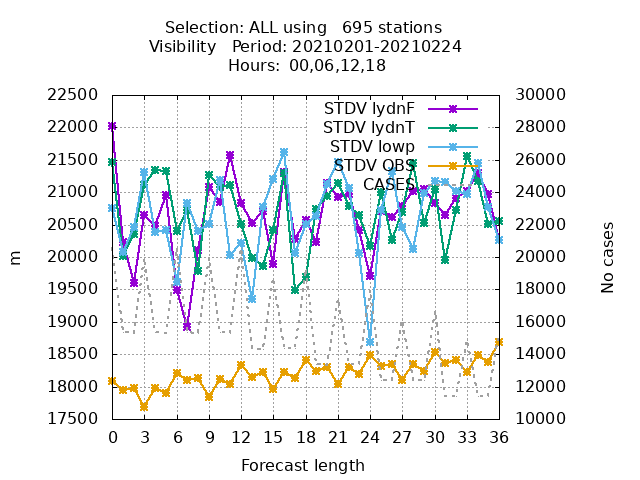 Selection: ALL using   695 stations
Visibility   Period: 20210201-20210224
Hours:  00,06,12,18
22500
22000
21500
21000
20500
20000
19500
19000
18500
18000
17500
m
30000
28000
26000
24000
22000
20000
18000
16000
14000
12000
10000
No cases
STDV lydnF
STDV lydnT
STDV lowp
STDV OBS
CASES
0 3 6 9 12 15 18 21 24 27 30 33 36
Forecast length